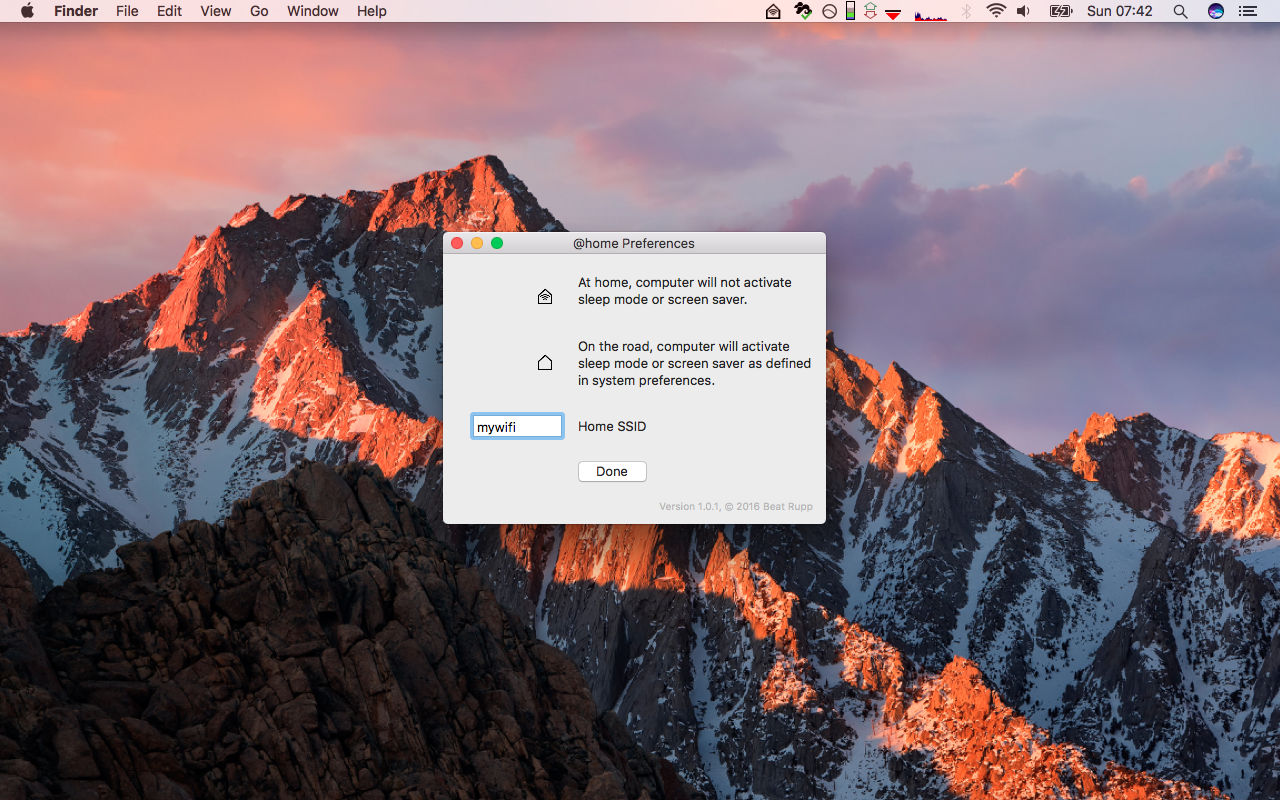 Finder File Edit View Go Window Help Sun 07:42
@home Preferences
At home, computer will not activate
sleep mode or screen saver.
On the road, computer will activate
sleep mode or screen saver as defined
in system preferences.
mywifi Home SSID
Done
Version 1.0.1, © 2016 Beat Rupp